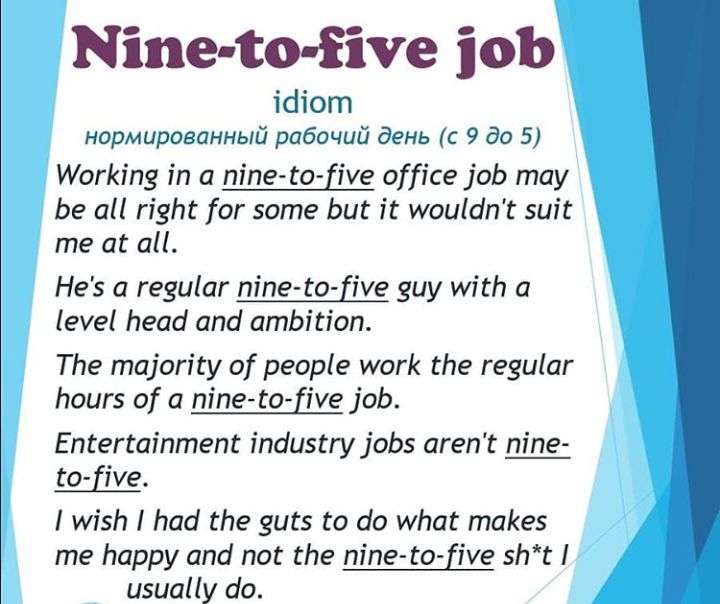 Nine-to-five job
idiom
нормированный рабочий день (с 9 до 5)
Working in a nine-to-five office job may
be all right for some but it wouldn't suit
me at all.
He's a regular nine-to-five guy with a
level head and ambition.
The majority of people work the regular
hours of a nine-to-five job.
Entertainment industry jobs aren't nine-
to-five.
I wish I had the guts to do what makes
me happy and not the nine-to-five sh*t I
usually do.